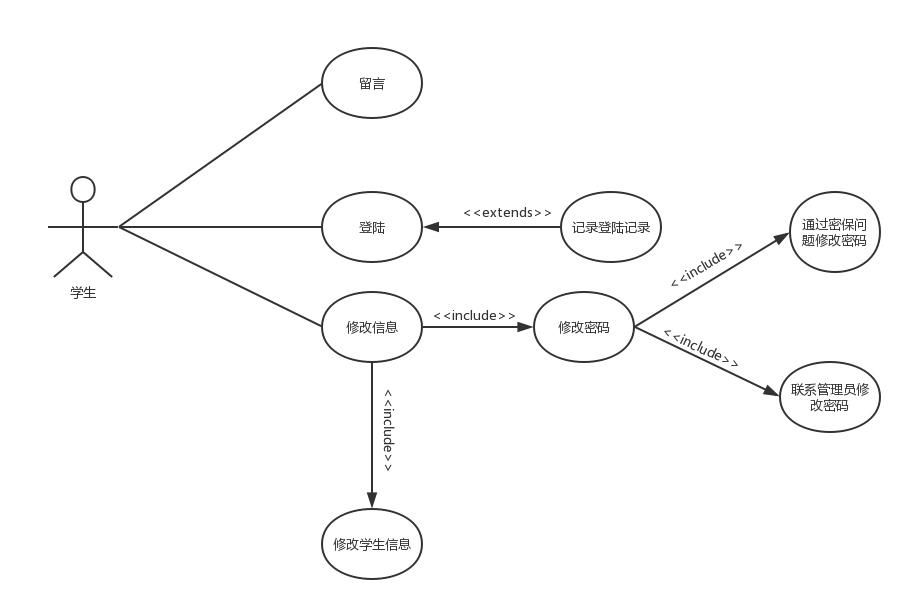 留言
登陆
<<extends>>
记录登陆记录
通过密保问
题修改密码
<<include>>
学生
修改信息
<<include>>
修改密码
<<include>>
联系管理员修
改密码
<<include>>
修改学生信息